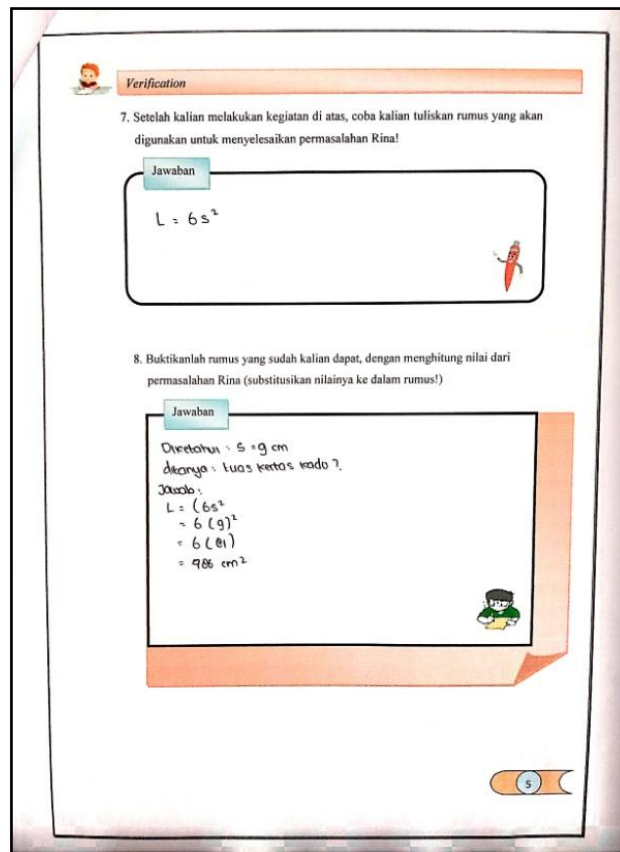 Verification
7. Setelah kalian melakukan kegiatan di atas, coba kalian tuliskan rumus yang akan
digunakan untuk menyelesaikan permasalahan Rina!
Jawaban
L = 6s²
8. Buktikanlah rumus yang sudah kalian dapat, dengan menghitung nilai dari
permasalahan Rina (substitusikan nilainya ke dalam rumus!)
Jawaban
Diketahui : s = 9 cm
ditanya : Luas kertas kado ?
Jawab :
L = (6s²
= 6 (9)²
= 6 (81)
= 486 cm²
5